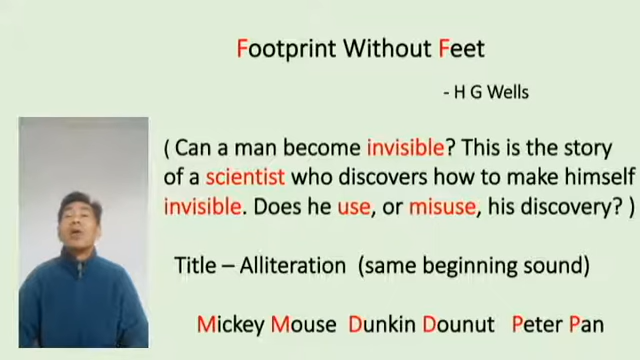 Footprint Without Feet
- H G Wells
( Can a man become invisible? This is the story
of a scientist who discovers how to make himself
invisible. Does he use, or misuse, his discovery? )
Title – Alliteration (same beginning sound)
Mickey Mouse Dunkin Dounut Peter Pan